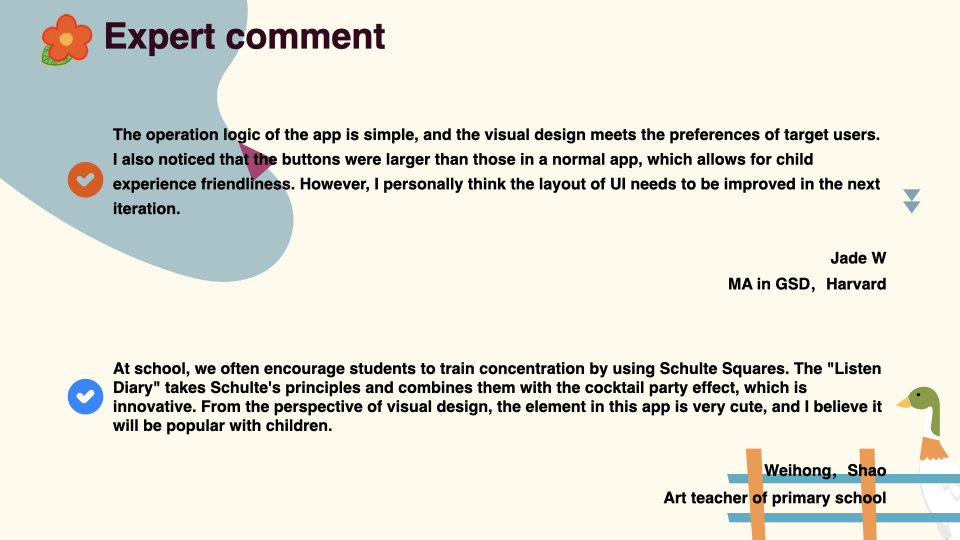 Expert comment
The operation logic of the app is simple, and the visual design meets the preferences of target users.
I also noticed that the buttons were larger than those in a normal app, which allows for child
experience friendliness. However, I personally think the layout of UI needs to be improved in the next
iteration.
Jade W
MA in GSD， Harvard
At school, we often encourage students to train concentration by using Schulte Squares. The "Listen
Diary" takes Schulte's principles and combines them with the cocktail party effect, which is
innovative. From the perspective of visual design, the element in this app is very cute, and I believe it
will be popular with children.
Weihong， Shao
Art teacher of primary school